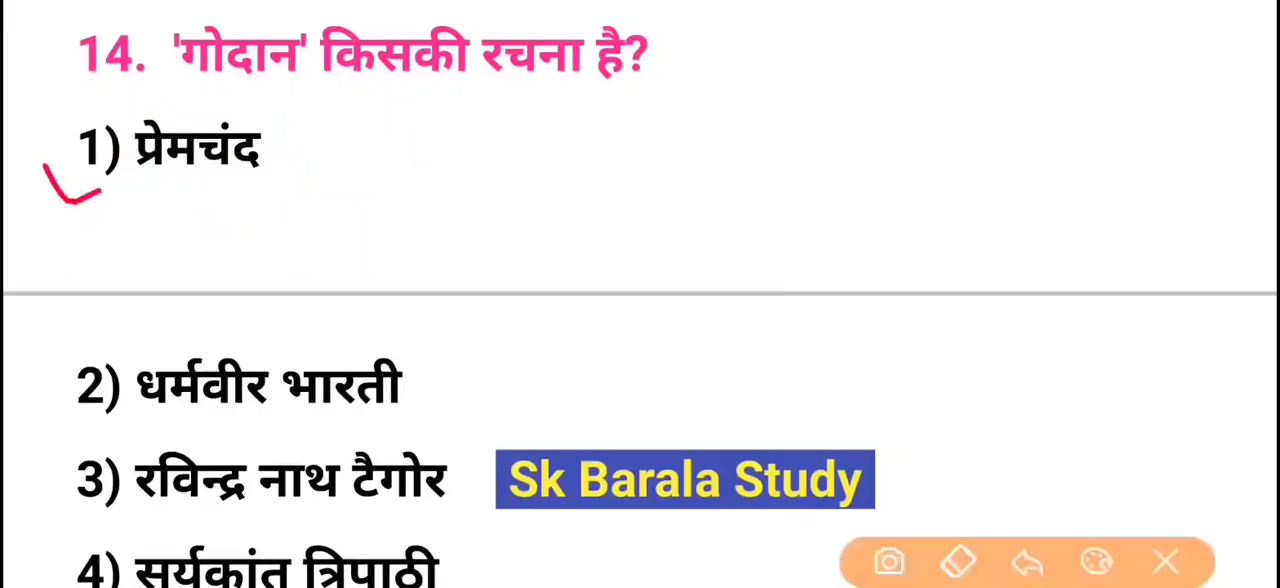 14. 'गोदान' किसकी रचना है?
1) प्रेमचंद
2) धर्मवीर भारती
3) रविन्द्र नाथ टैगोर
Sk Barala Study
4) सूर्यकांत त्रिपाठी